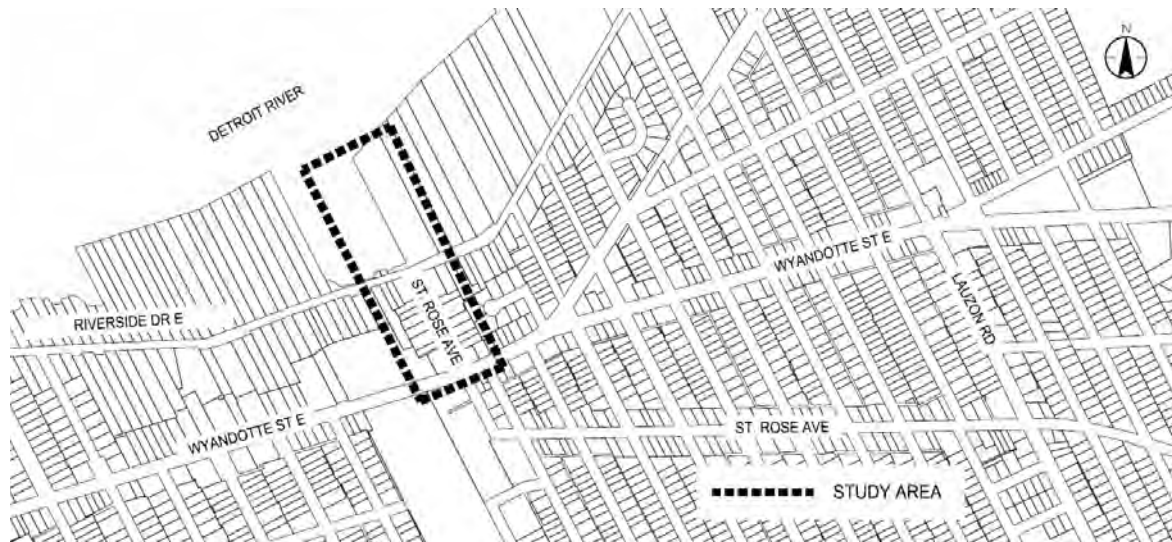 N
DETROIT RIVER
WYANDOTTE ST E
LAUZON RD
RIVERSIDE DR E
ST. ROSE AVE
WYANDOTTE ST E
ST. ROSE AVE
STUDY AREA